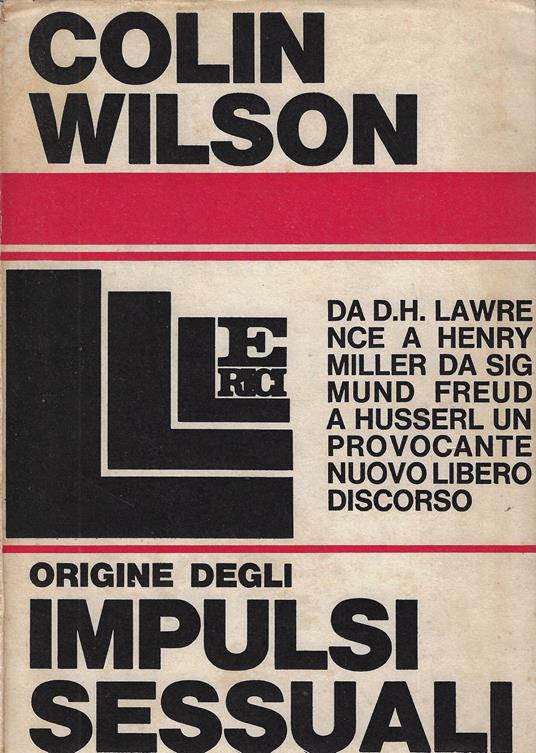 COLIN
WILSON
LLLE
RICI
DA D.H. LAWRE
NCE A HENRY
MILLER DA SIG
MUND FREUD
A HUSSERL UN
PROVOCANTE
NUOVO LIBERO
DISCORSO
ORIGINE DEGLI
IMPULSI
SESSUALI